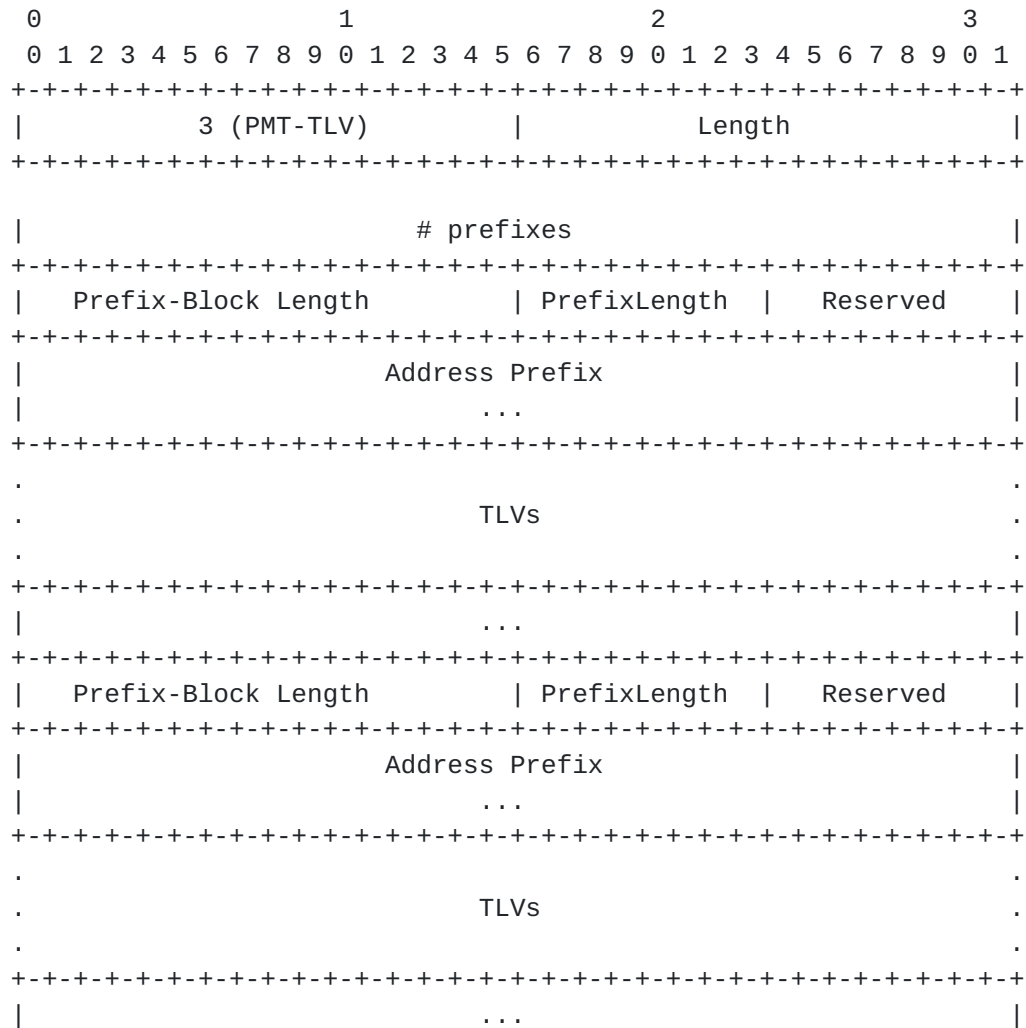 0                   1                   2                   3
 0 1 2 3 4 5 6 7 8 9 0 1 2 3 4 5 6 7 8 9 0 1 2 3 4 5 6 7 8 9 0 1
+-+-+-+-+-+-+-+-+-+-+-+-+-+-+-+-+-+-+-+-+-+-+-+-+-+-+-+-+-+-+-+-+
|           3 (PMT-TLV)         |           Length              |
+-+-+-+-+-+-+-+-+-+-+-+-+-+-+-+-+-+-+-+-+-+-+-+-+-+-+-+-+-+-+-+-+

|                         # prefixes                            |
+-+-+-+-+-+-+-+-+-+-+-+-+-+-+-+-+-+-+-+-+-+-+-+-+-+-+-+-+-+-+-+-+
|   Prefix-Block Length         | PrefixLength  |   Reserved    |
+-+-+-+-+-+-+-+-+-+-+-+-+-+-+-+-+-+-+-+-+-+-+-+-+-+-+-+-+-+-+-+-+
|                       Address Prefix                          |
|                             ...                               |
+-+-+-+-+-+-+-+-+-+-+-+-+-+-+-+-+-+-+-+-+-+-+-+-+-+-+-+-+-+-+-+-+
.                                                               .
.                             TLVs                              .
.                                                               .
+-+-+-+-+-+-+-+-+-+-+-+-+-+-+-+-+-+-+-+-+-+-+-+-+-+-+-+-+-+-+-+-+
|                             ...                               |
+-+-+-+-+-+-+-+-+-+-+-+-+-+-+-+-+-+-+-+-+-+-+-+-+-+-+-+-+-+-+-+-+
|   Prefix-Block Length         | PrefixLength  |   Reserved    |
+-+-+-+-+-+-+-+-+-+-+-+-+-+-+-+-+-+-+-+-+-+-+-+-+-+-+-+-+-+-+-+-+
|                       Address Prefix                          |
|                             ...                               |
+-+-+-+-+-+-+-+-+-+-+-+-+-+-+-+-+-+-+-+-+-+-+-+-+-+-+-+-+-+-+-+-+
.                                                               .
.                             TLVs                              .
.                                                               .
+-+-+-+-+-+-+-+-+-+-+-+-+-+-+-+-+-+-+-+-+-+-+-+-+-+-+-+-+-+-+-+-+
|                             ...                               |